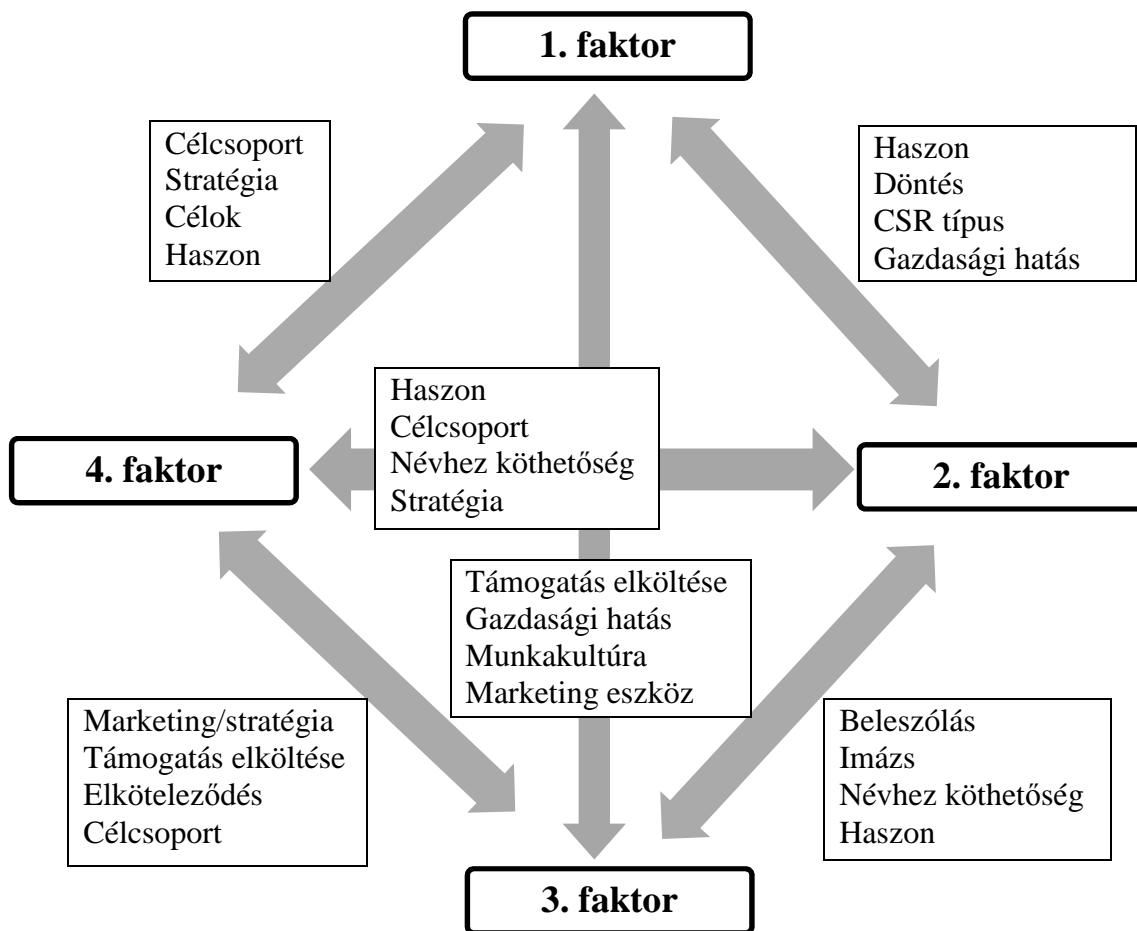 1. faktor
Célcsoport
Stratégia
Célok
Haszon
Haszon
Döntés
CSR típus
Gazdasági hatás
Haszon
Célcsoport
Névhez köthetőség
Stratégia
4. faktor
2. faktor
Támogatás elköltése
Gazdasági hatás
Munkakultúra
Marketing eszköz
Marketing/stratégia
Támogatás elköltése
Elköteleződés
Célcsoport
Beleszólás
Imázs
Névhez köthetőség
Haszon
3. faktor